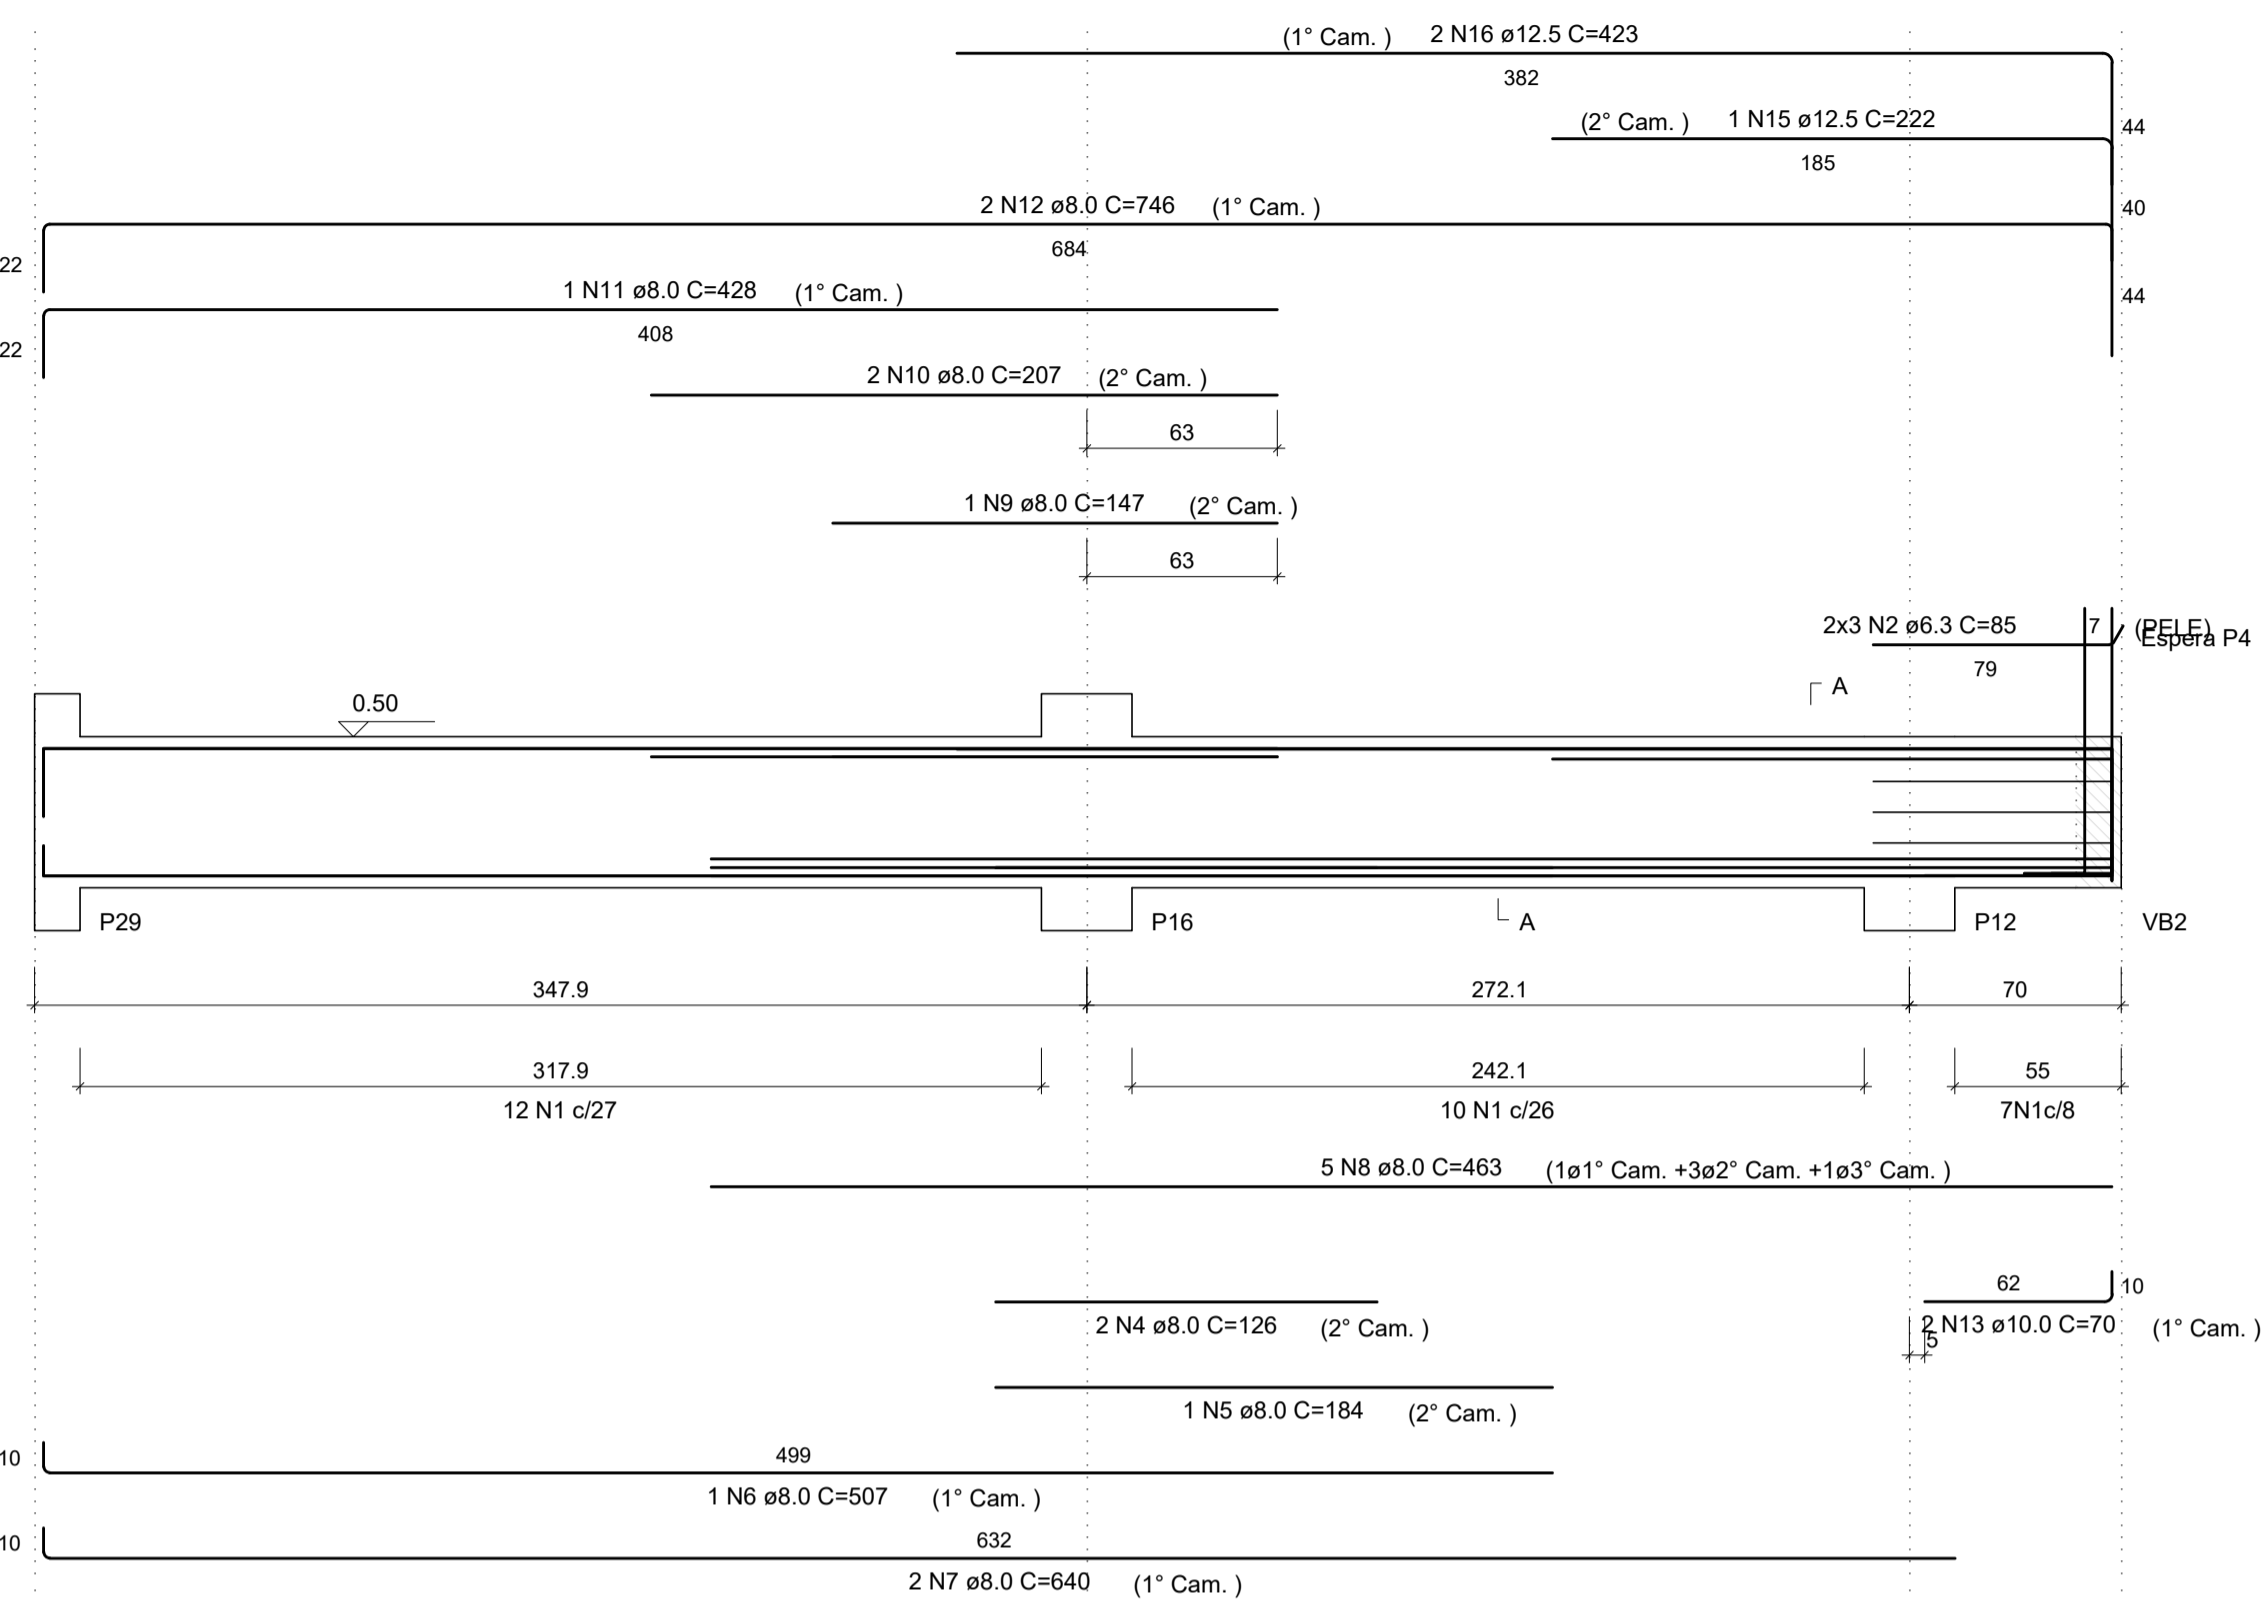 (1° Cam. ) 2 N16 ø12.5 C=423
382
(2° Cam. ) 1 N15 ø12.5 C=222
44
185
2 N12 ø8.0 C=746 (1° Cam. )
40
684
22
1 N11 ø8.0 C=428 (1° Cam. )
44
408
22
2 N10 ø8.0 C=207 (2° Cam. )
63
1 N9 ø8.0 C=147 (2° Cam. )
63
2x3 N2 ø6.3 C=85 7 (PELE)
Espera P4
79
A
0.50
P29 P16 A P12 VB2
347.9 272.1 70
317.9 242.1 55
12 N1 c/27 10 N1 c/26 7N1c/8
5 N8 ø8.0 C=463 (1ø1° Cam. +3ø2° Cam. +1ø3° Cam. )
62 10
2 N4 ø8.0 C=126 (2° Cam. ) 2 N13 ø10.0 C=70 (1° Cam. )
5
1 N5 ø8.0 C=184 (2° Cam. )
10 499
1 N6 ø8.0 C=507 (1° Cam. )
10 632
2 N7 ø8.0 C=640 (1° Cam. )